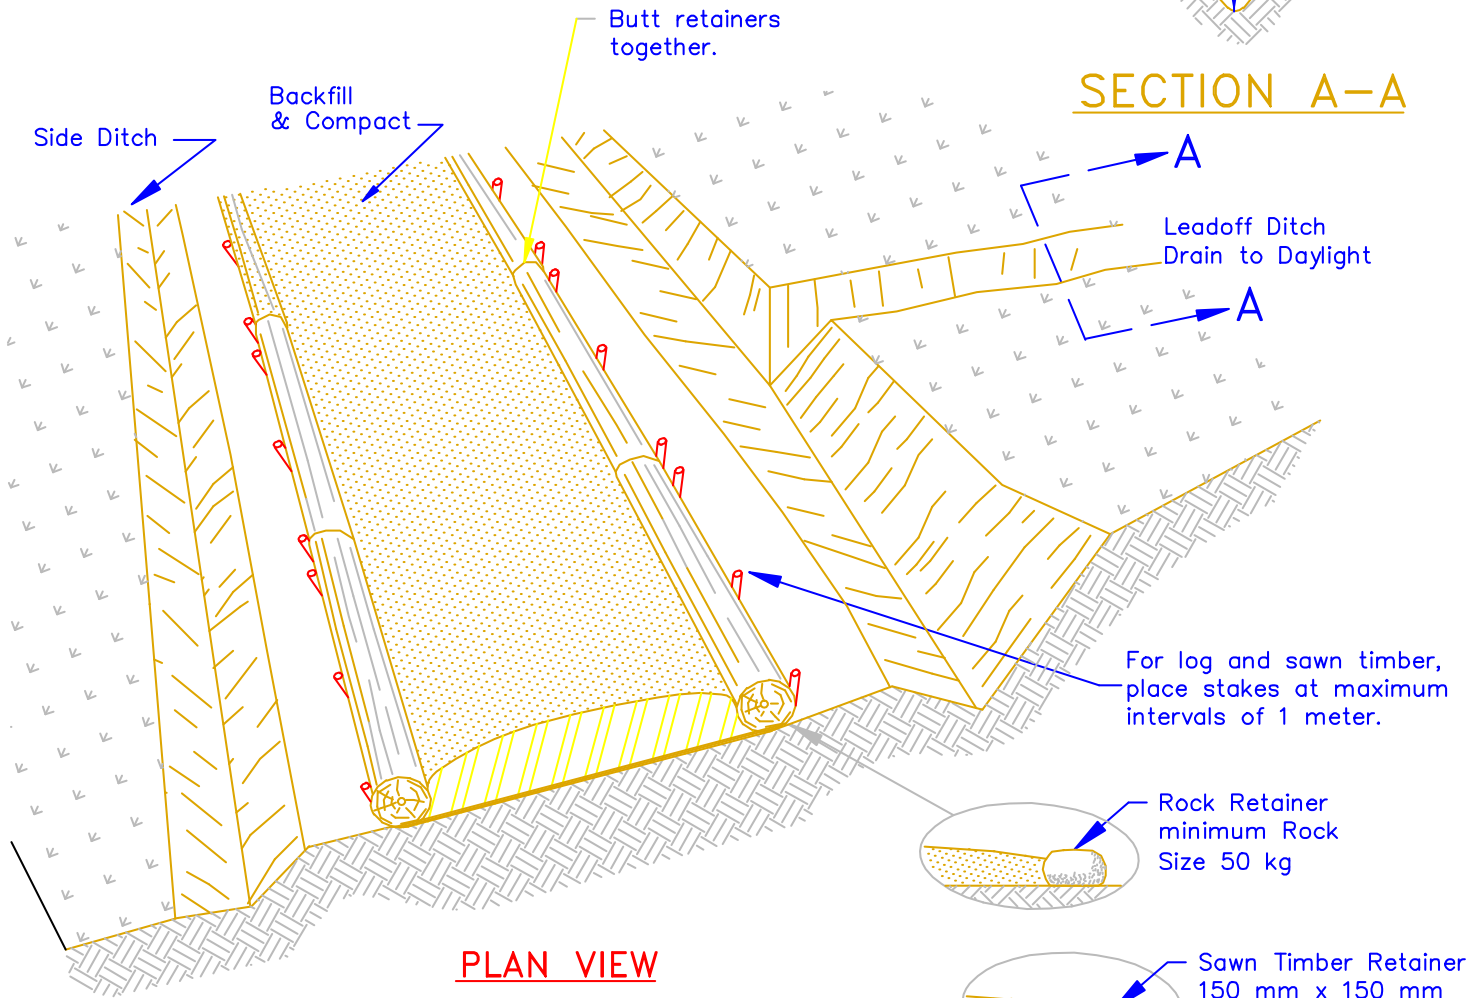 Butt retainers
together.
SECTION A-A
Backfill
& Compact
Side Ditch
A
Leadoff Ditch
Drain to Daylight
A
For log and sawn timber,
place stakes at maximum
intervals of 1 meter.
Rock Retainer
minimum Rock
Size 50 kg
PLAN VIEW
Sawn Timber Retainer
150 mm x 150 mm